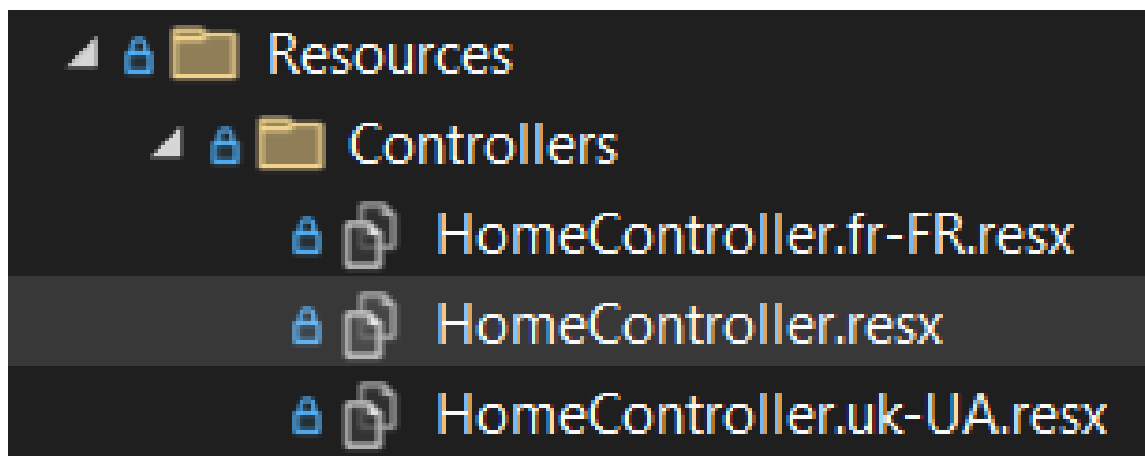 Resources
Controllers
HomeController.fr-FR.resx
HomeController.resx
HomeController.uk-UA.resx